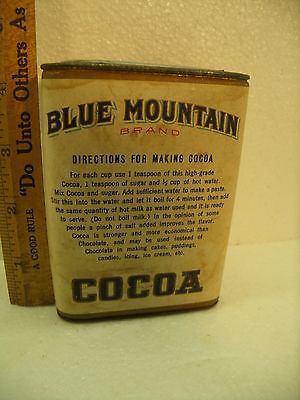 BLUE MOUNTAIN
BRAND
DIRECTIONS FOR MAKING COCOA
For each cup use 1 teaspoon of this high-grade
Cocoa, 1 teaspoon of sugar and ½ cup of hot water.
Mix Cocoa and sugar. Add sufficient water to make a paste.
Stir this into the water and let it boil for 4 minutes, then add
the same quantity of hot milk as water used and it is ready
to serve. (Do not boil milk.) In the opinion of some
people a pinch of salt added improves the flavor.
Cocoa is stronger and more economical than
Chocolate, and may be used instead of
Chocolate in making cakes, puddings,
candies, icing, ice cream, etc.
COCOA
A GOOD RULE "Do Unto Others As
1
2
3
4